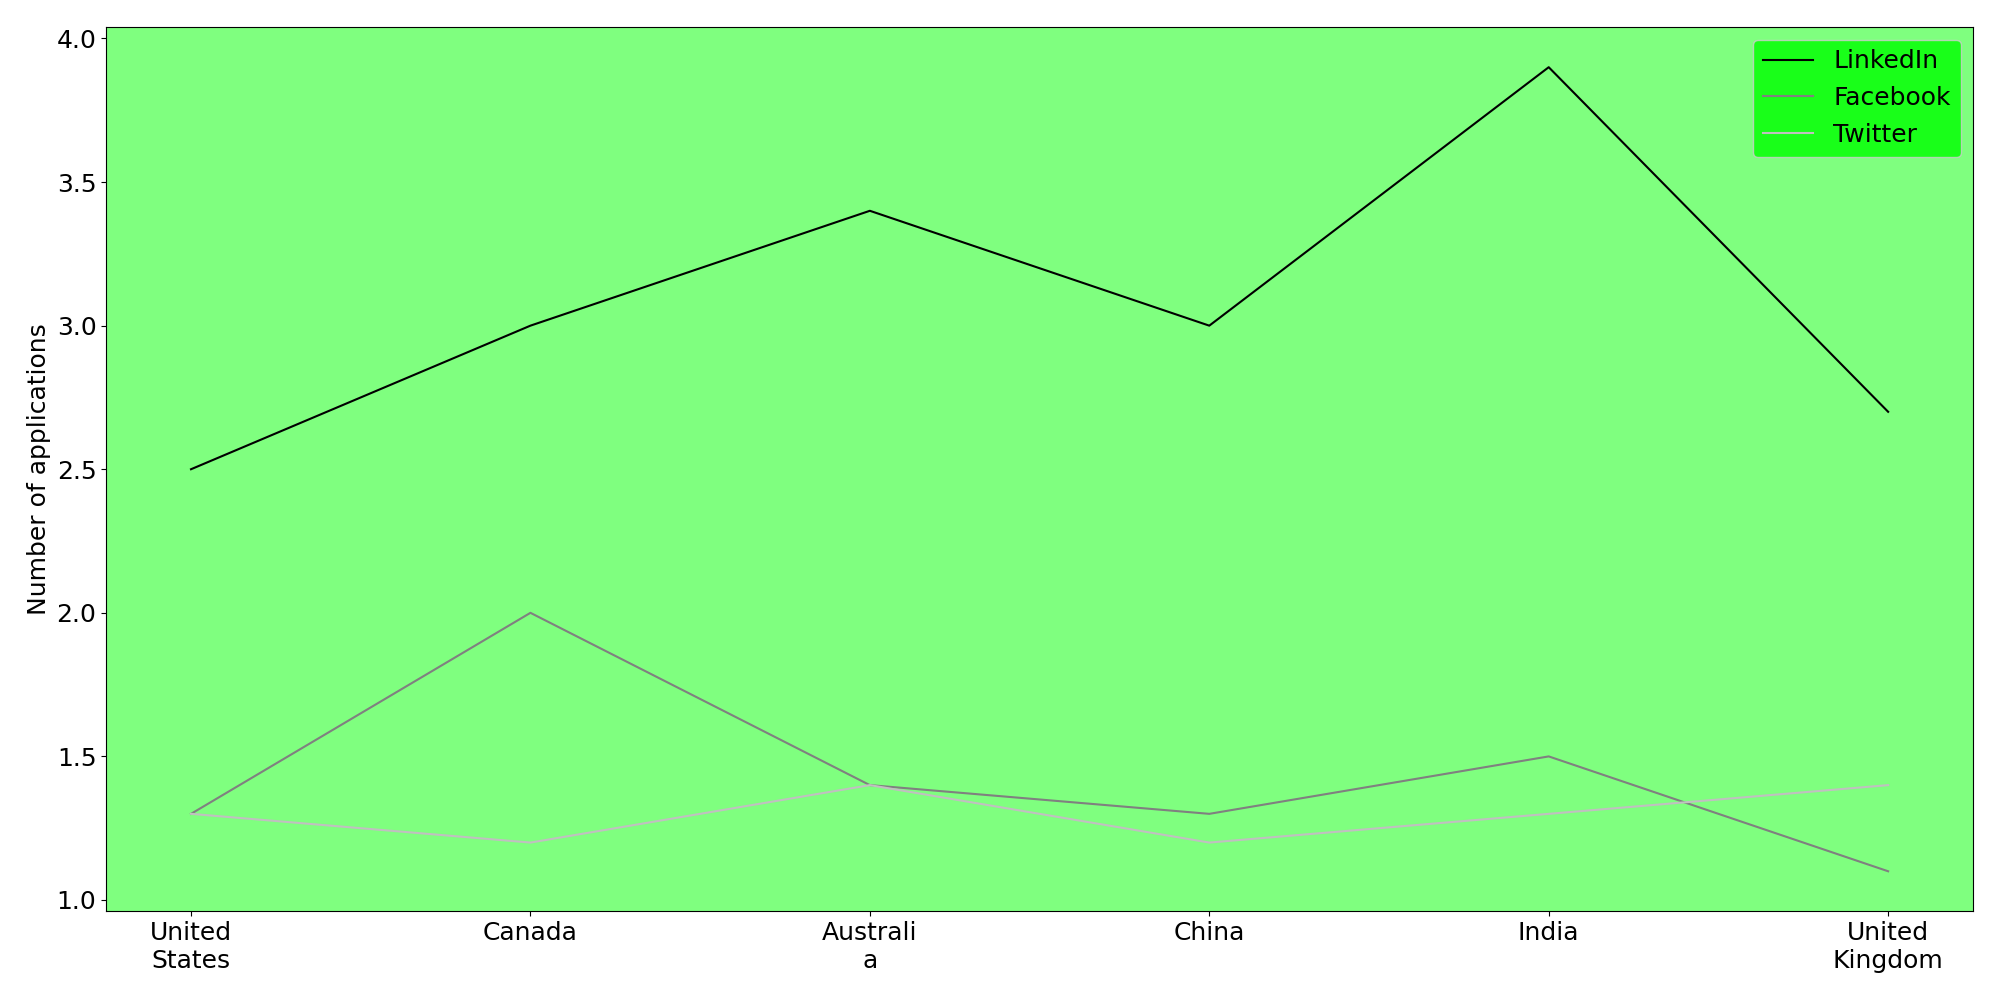 4.0
3.5
3.0
2.5
2.0
1.5
1.0
Number of applications
LinkedIn
Facebook
Twitter
United
States
Canada
Australi
a
China
India
United
Kingdom